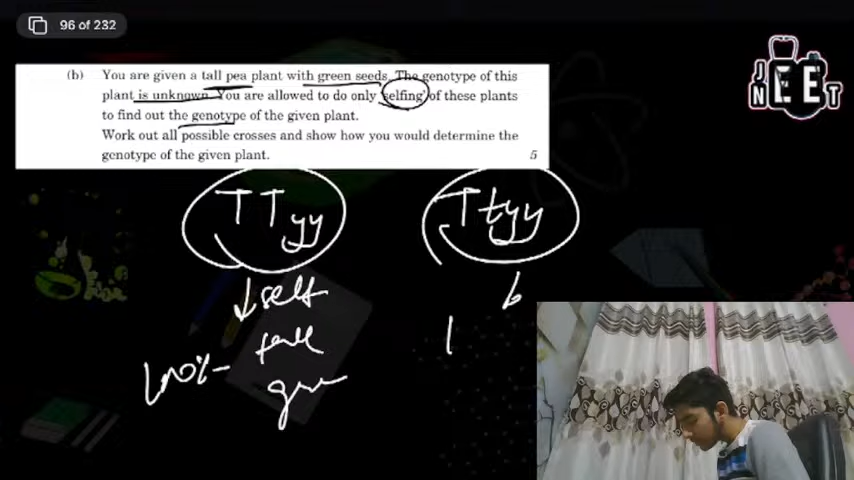 96 of 232
(b) You are given a tall pea plant with green seeds. The genotype of this
plant is unknown. You are allowed to do only 'selfing' of these plants
to find out the genotype of the given plant.
Work out all possible crosses and show how you would determine the
genotype of the given plant. 5
J
NEET
TTyy Ttyy
self
tall
100%